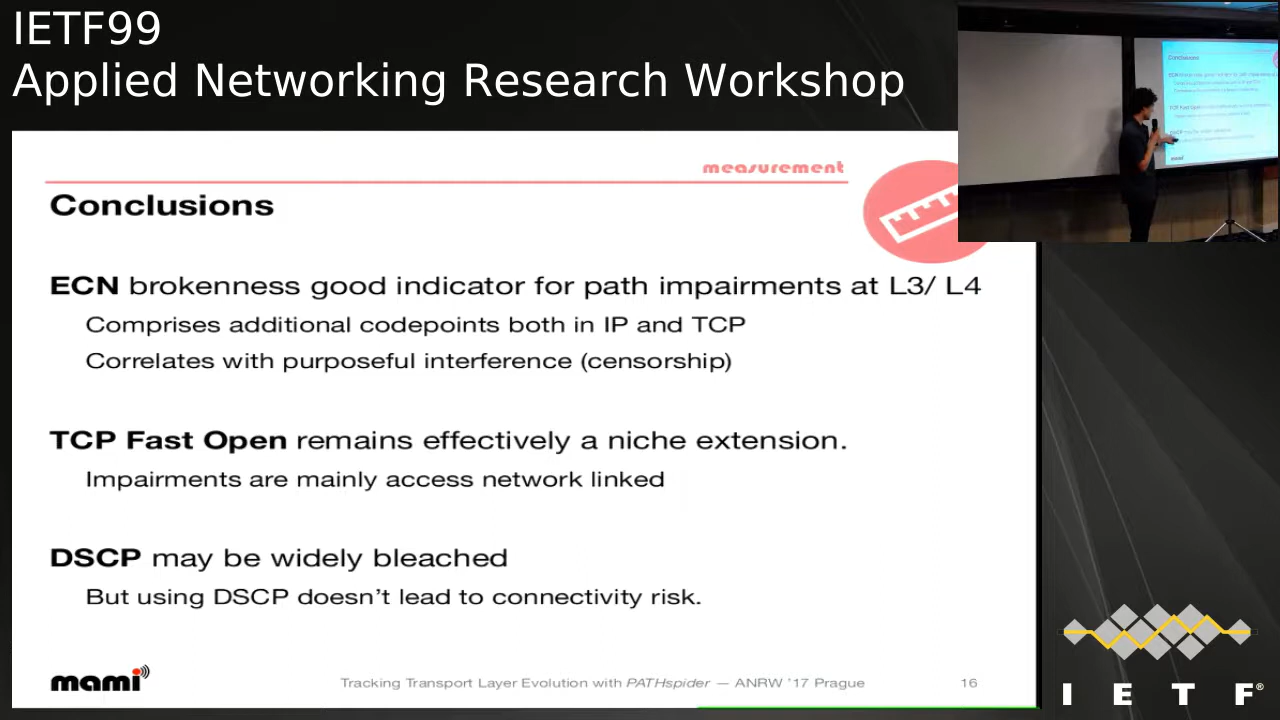 IETF99
Applied Networking Research Workshop
measurement
Conclusions
ECN brokenness good indicator for path impairments at L3/ L4
Comprises additional codepoints both in IP and TCP
Correlates with purposeful interference (censorship)
TCP Fast Open remains effectively a niche extension.
Impairments are mainly access network linked
DSCP may be widely bleached
But using DSCP doesn’t lead to connectivity risk.
mami
Tracking Transport Layer Evolution with PATHspider — ANRW ’17 Prague
16
Conclusions
mami
I E T F®